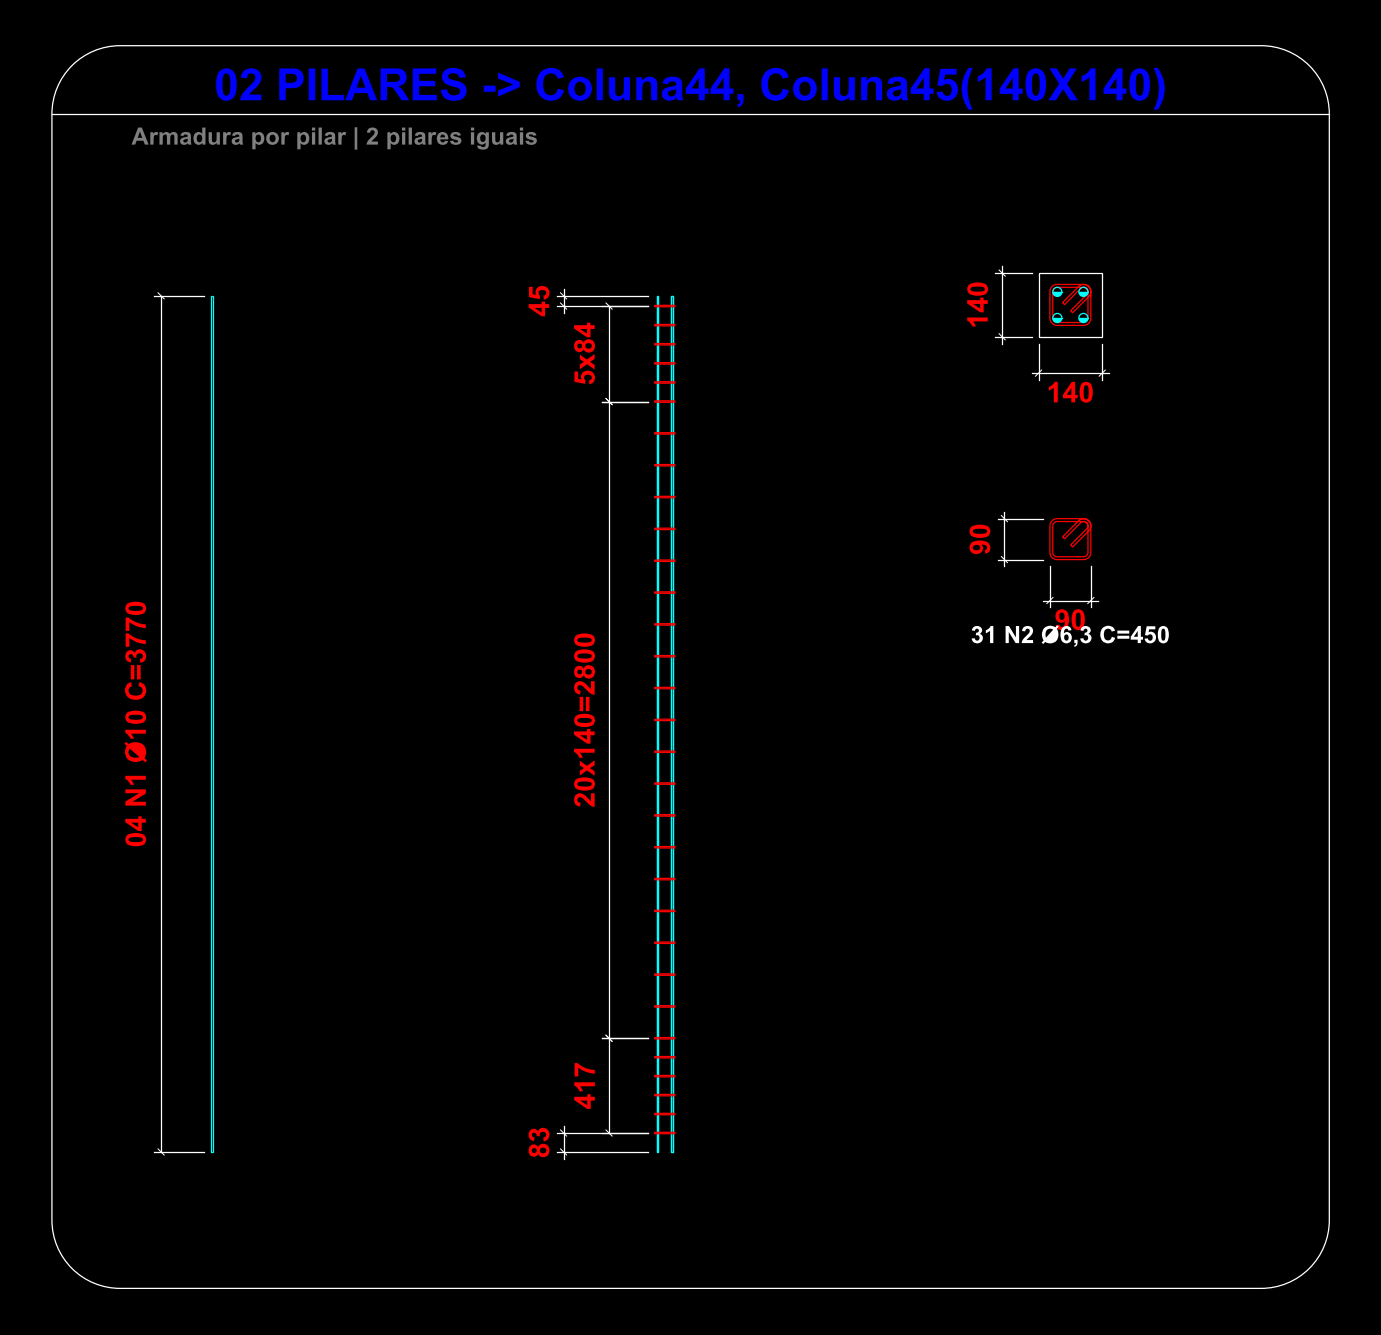 02 PILARES -> Coluna44, Coluna45(140X140)
Armadura por pilar | 2 pilares iguais
04 N1 Ø10 C=3770
45
5x84
20x140=2800
417
83
140
140
90
90
31 N2 Ø6,3 C=450